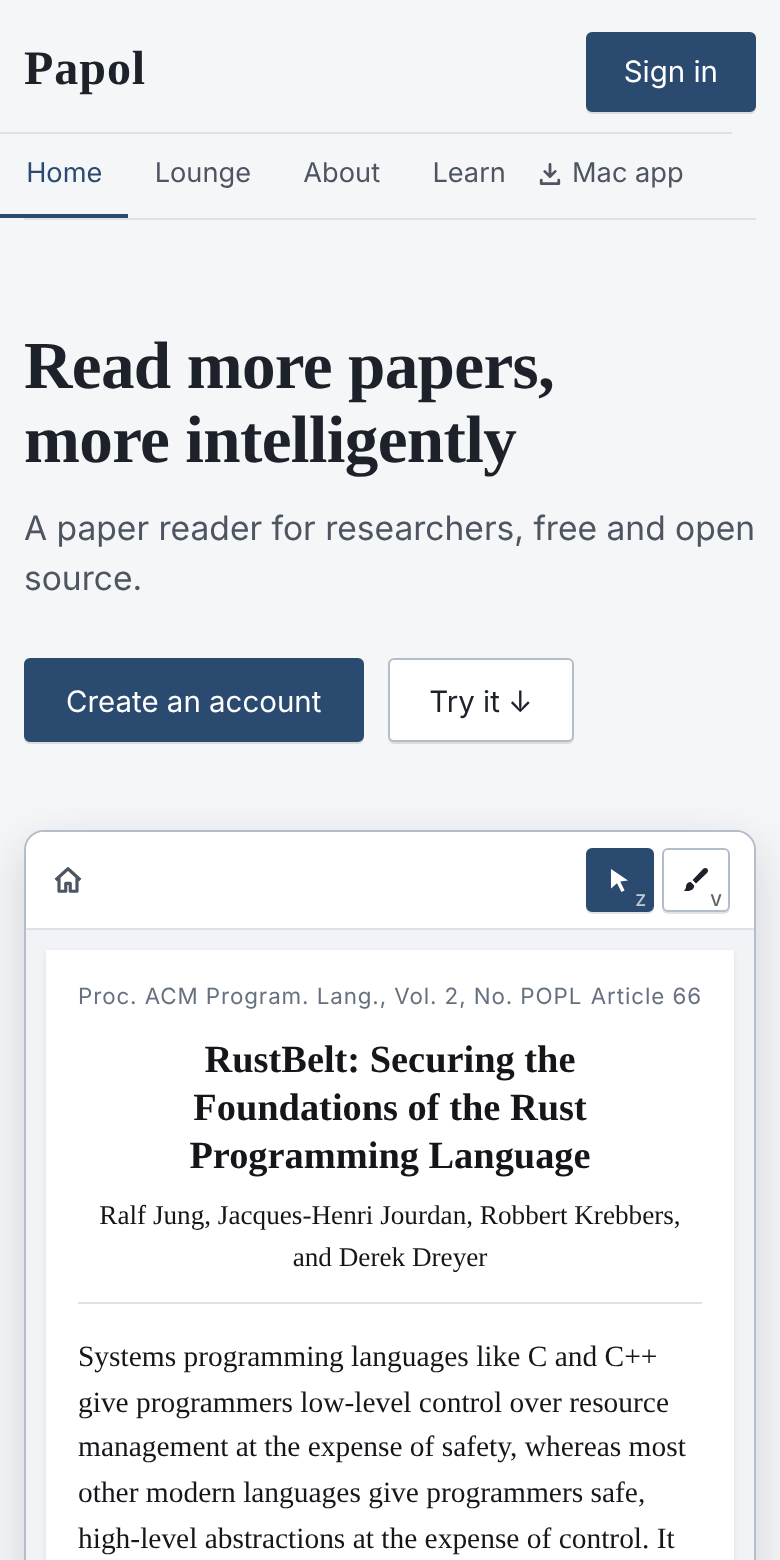 Papol
Sign in
Home Lounge About Learn Mac app
Read more papers,
more intelligently
A paper reader for researchers, free and open
source.
Create an account
Try it ↓
z
v
Proc. ACM Program. Lang., Vol. 2, No. POPL Article 66
RustBelt: Securing the
Foundations of the Rust
Programming Language
Ralf Jung, Jacques-Henri Jourdan, Robbert Krebbers,
and Derek Dreyer
Systems programming languages like C and C++
give programmers low-level control over resource
management at the expense of safety, whereas most
other modern languages give programmers safe,
high-level abstractions at the expense of control. It